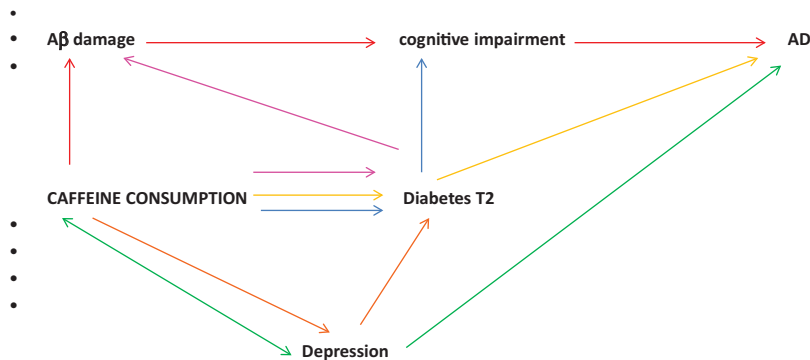 •
• Aβ damage cognitive impairment AD
•
CAFFEINE CONSUMPTION Diabetes T2
•
•
•
•
Depression